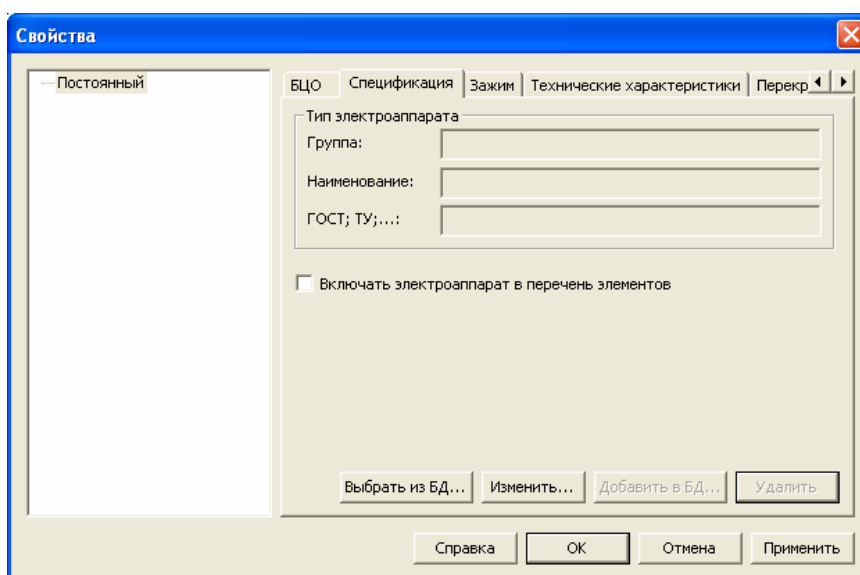 Свойства
Постоянный
БЦО Спецификация Зажим Технические характеристики Перекр
Тип электроаппарата
Группа:
Наименование:
ГОСТ; ТУ;...:
Включать электроаппарат в перечень элементов
Выбрать из БД... Изменить... Добавить в БД... Удалить
Справка ОК Отмена Применить